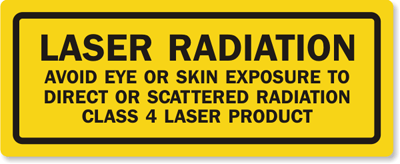 LASER RADIATION
AVOID EYE OR SKIN EXPOSURE TO
DIRECT OR SCATTERED RADIATION
CLASS 4 LASER PRODUCT